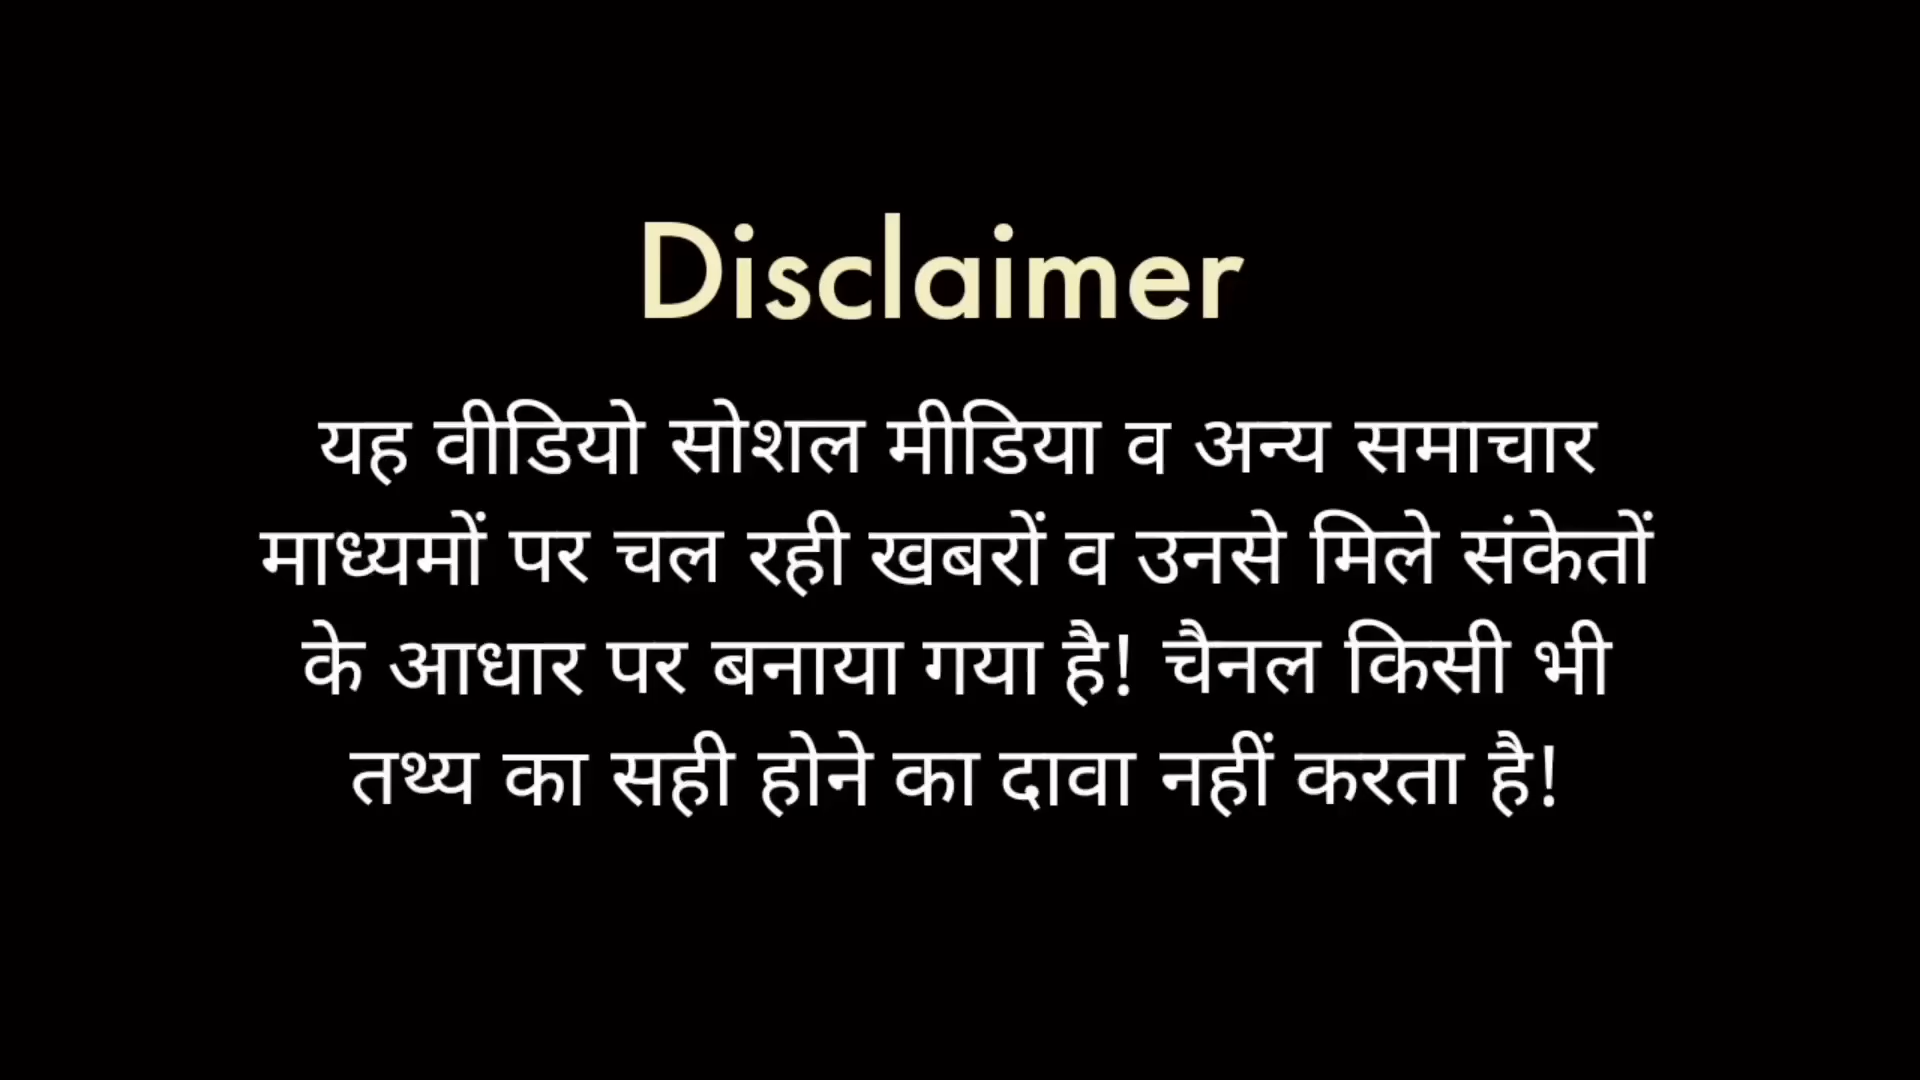 Disclaimer
यह वीडियो सोशल मीडिया व अन्य समाचार
माध्यमों पर चल रही खबरों व उनसे मिले संकेतों
के आधार पर बनाया गया है! चैनल किसी भी
तथ्य का सही होने का दावा नहीं करता है!